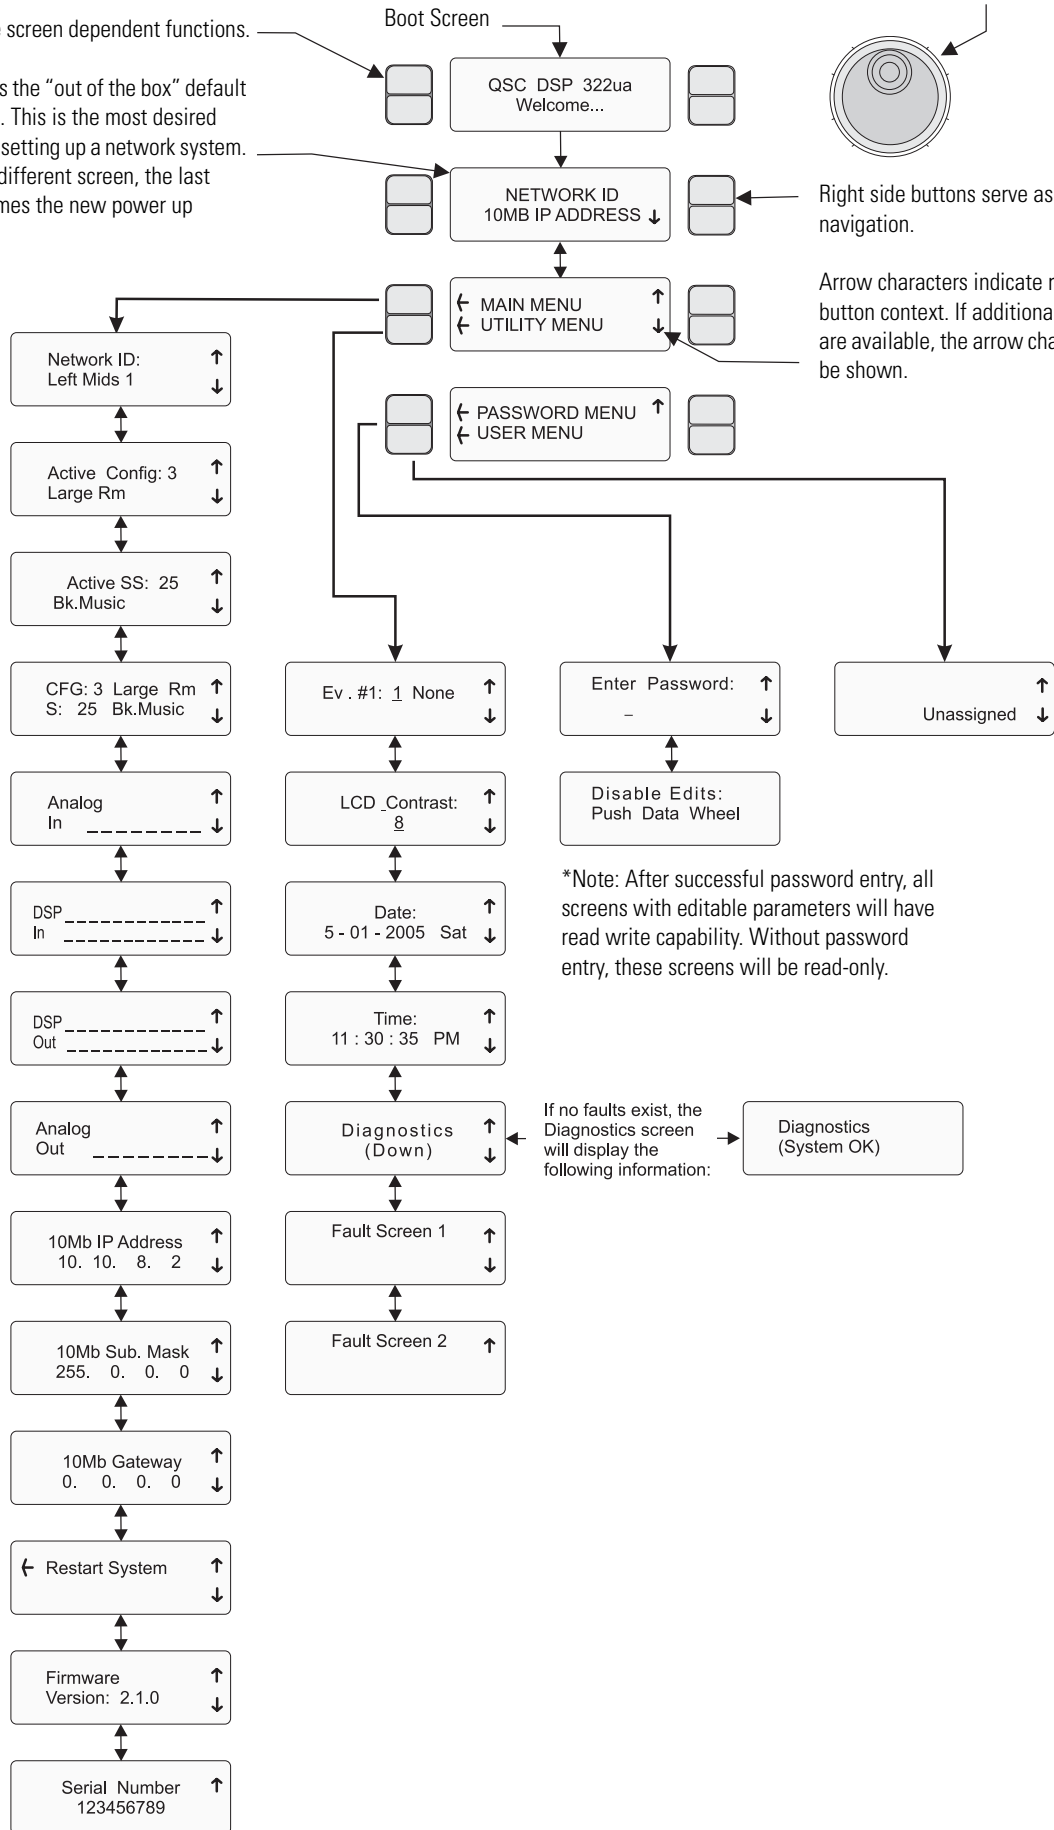 Boot Screen
screen dependent functions.
QSC DSP 322ua
Welcome...
s the “out of the box” default
. This is the most desired
setting up a network system.
different screen, the last
mes the new power up
NETWORK ID
10MB IP ADDRESS ↓
Right side buttons serve as
navigation.
← MAIN MENU ↑
← UTILITY MENU ↓
Arrow characters indicate
button context. If additional
are available, the arrow
be shown.
← PASSWORD MENU ↑
← USER MENU
Network ID: ↑
Left Mids 1 ↓
Active Config: 3 ↑
Large Rm ↓
Active SS: 25 ↑
Bk.Music ↓
CFG: 3 Large Rm ↑
S: 25 Bk.Music ↓
Analog ↑
In _ _ _ _ _ _ _ _ ↓
DSP _ _ _ _ _ _ _ _ _ _ ↑
In _ _ _ _ _ _ _ _ _ _ ↓
DSP _ _ _ _ _ _ _ _ _ _ ↑
Out _ _ _ _ _ _ _ _ _ _ ↓
Analog ↑
Out _ _ _ _ _ _ _ _ ↓
10Mb IP Address ↑
10. 10. 8. 2 ↓
10Mb Sub. Mask ↑
255. 0. 0. 0 ↓
10Mb Gateway ↑
0. 0. 0. 0 ↓
← Restart System ↑
↓
Firmware ↑
Version: 2.1.0 ↓
Serial Number ↑
123456789
Ev . #1: 1 None ↑
↓
LCD _Contrast: ↑
8 ↓
Date: ↑
5 - 01 - 2005 Sat ↓
Time: ↑
11 : 30 : 35 PM ↓
Diagnostics ↑
(Down) ↓
If no faults exist, the
Diagnostics screen
will display the
following information:
Diagnostics
(System OK)
Fault Screen 1 ↑
↓
Fault Screen 2 ↑
Enter Password: ↑
_ ↓
Disable Edits:
Push Data Wheel
*Note: After successful password entry, all
screens with editable parameters will have
read write capability. Without password
entry, these screens will be read-only.
↑
Unassigned ↓